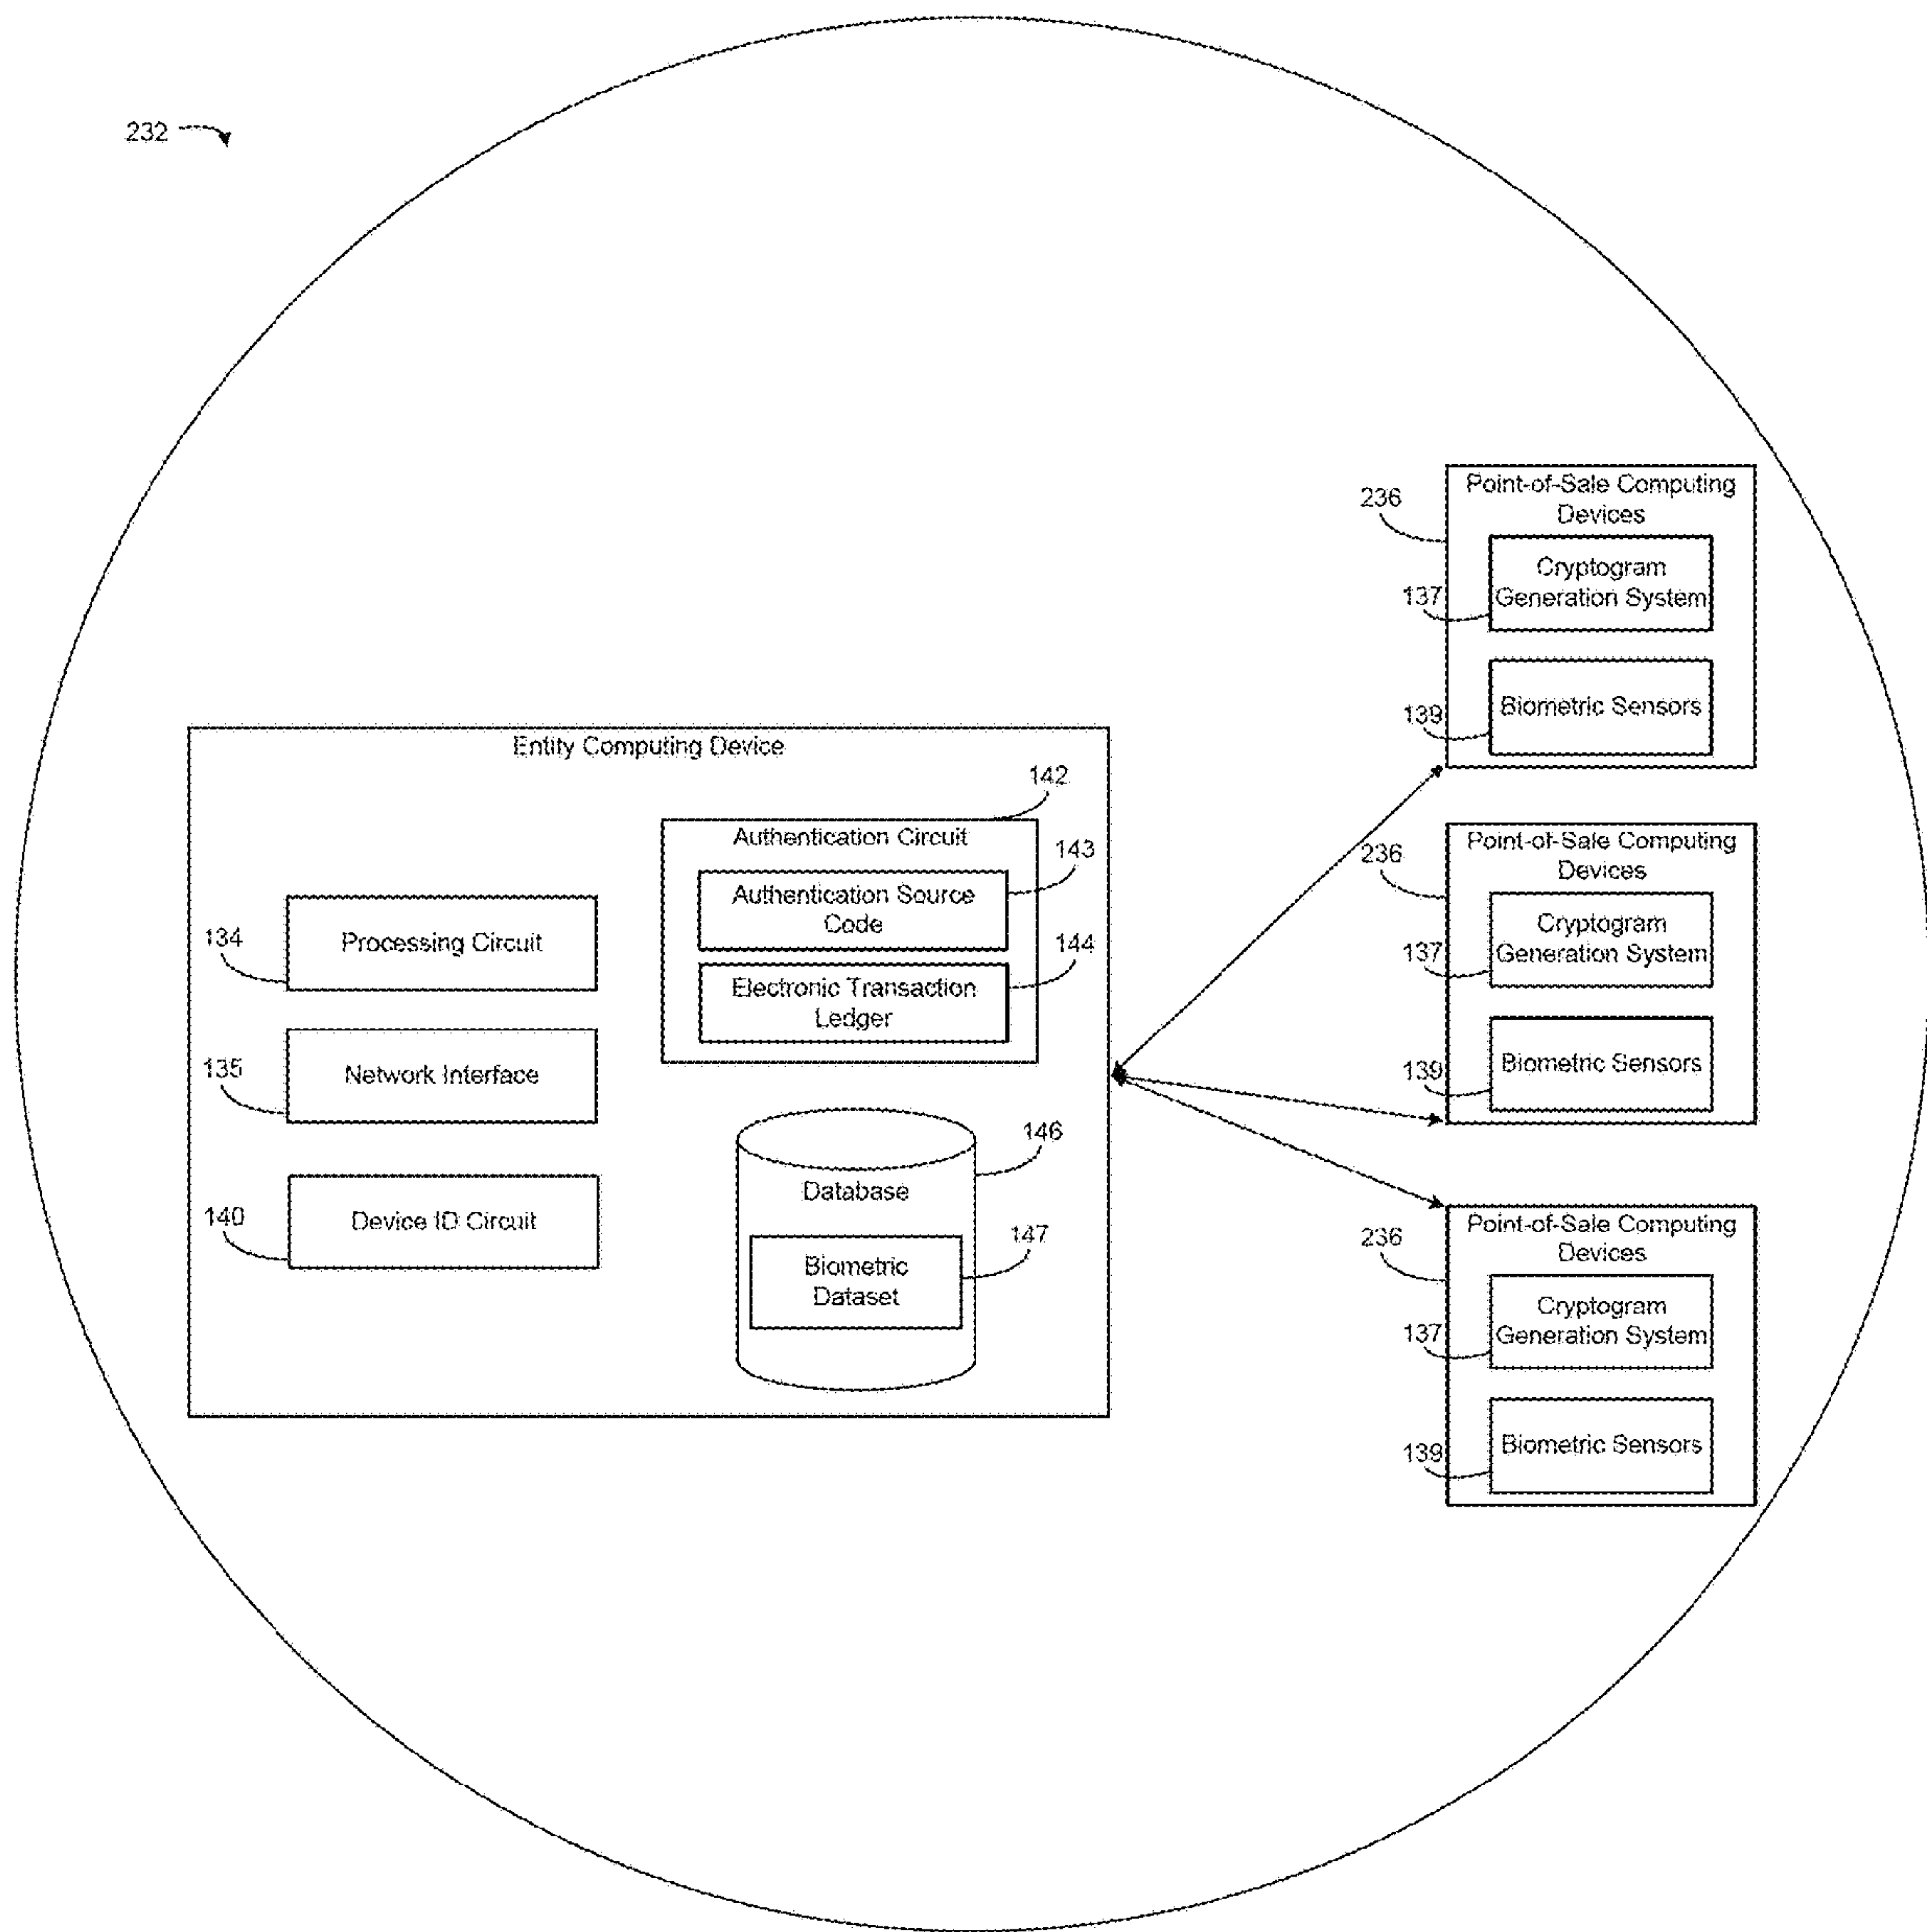 232
Entity Computing Device
142
Authentication Circuit
143
Authentication Source
Code
144
Electronic Transaction
Ledger
134
Processing Circuit
135
Network Interface
140
Device ID Circuit
146
Database
147
Biometric
Dataset
236
Point-of-Sale Computing
Devices
137
Cryptogram
Generation System
139
Biometric Sensors
236
Point-of-Sale Computing
Devices
137
Cryptogram
Generation System
139
Biometric Sensors
236
Point-of-Sale Computing
Devices
137
Cryptogram
Generation System
139
Biometric Sensors